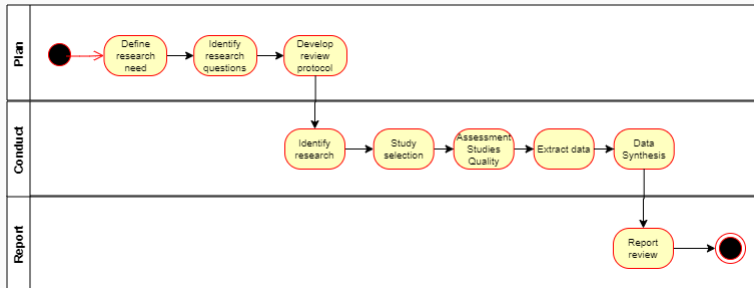 Plan
Define
research
need
Identify
research
questions
Develop
review
protocol
Conduct
Identify
research
Study
selection
Assessment
Studies
Quality
Extract data
Data
Synthesis
Report
Report
review